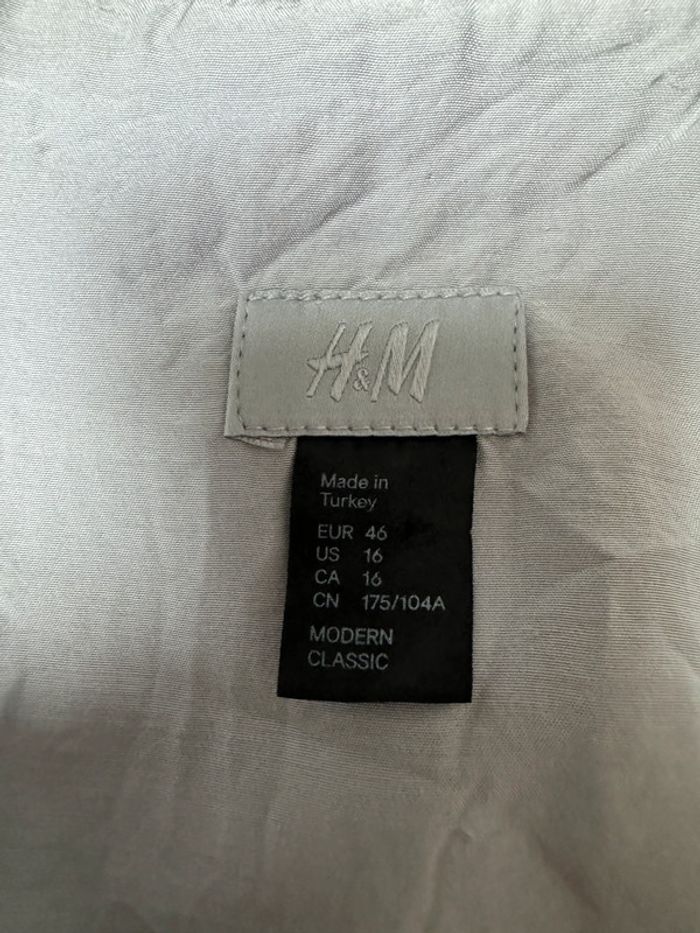 H&M
Made in
Turkey
EUR 46
US 16
CA 16
CN 175/104A
MODERN
CLASSIC